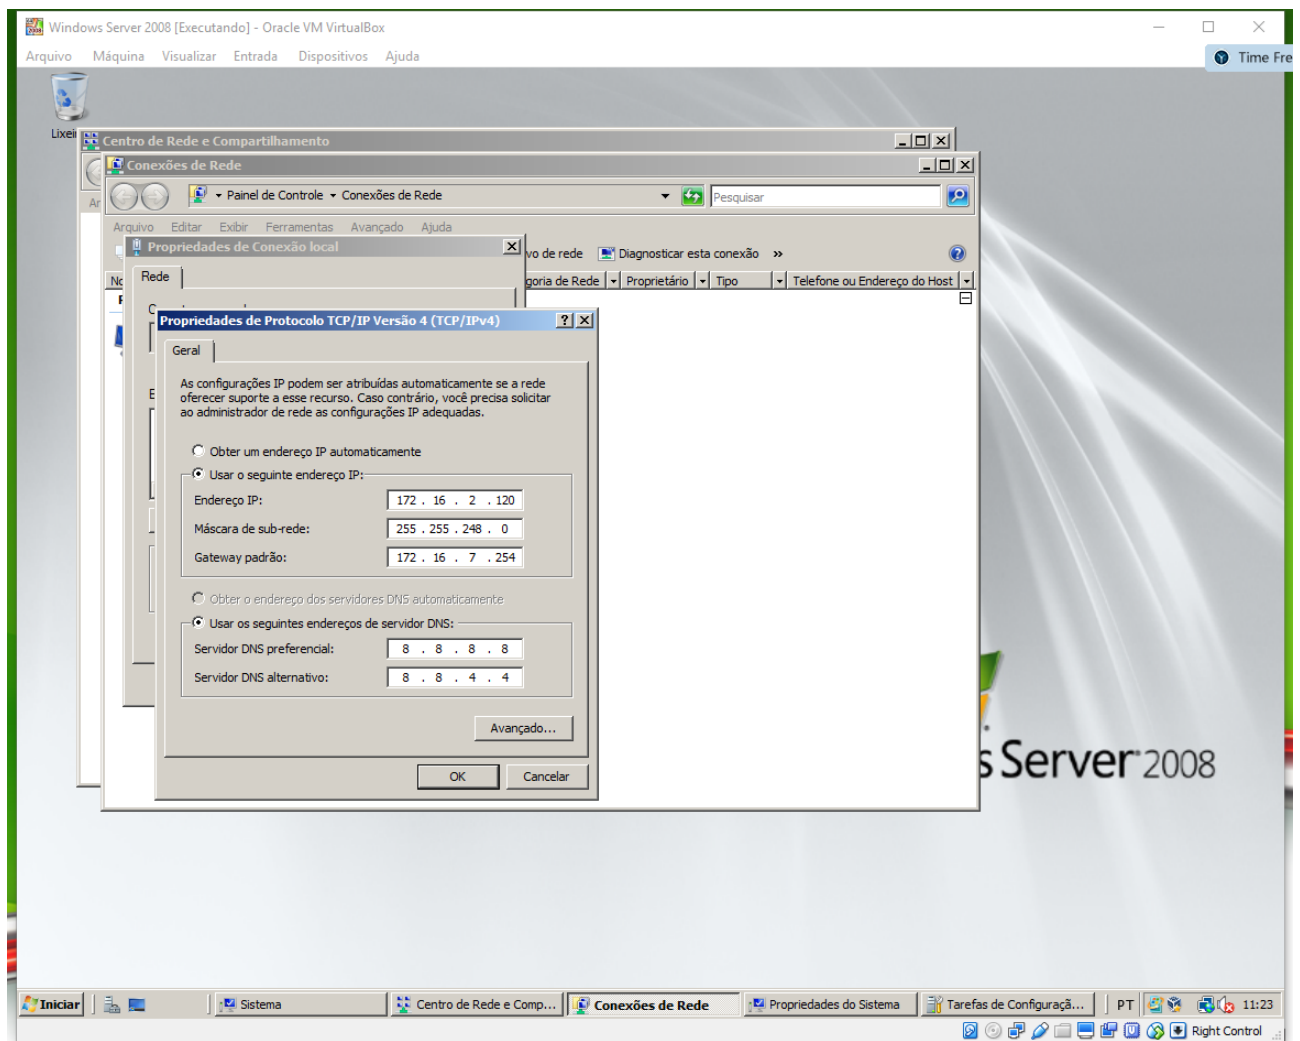 Windows Server 2008 [Executando] - Oracle VM VirtualBox
Arquivo Máquina Visualizar Entrada Dispositivos Ajuda
Time Fre
Lixei
Centro de Rede e Compartilhamento
Conexões de Rede
Painel de Controle Conexões de Rede
Pesquisar
Ar
Arquivo Editar Exibir Ferramentas Avançado Ajuda
Propriedades de Conexão local
vo de rede Diagnosticar esta conexão »
Rede
No
goria de Rede Proprietário Tipo Telefone ou Endereço do Host
Propriedades de Protocolo TCP/IP Versão 4 (TCP/IPv4)
Geral
As configurações IP podem ser atribuídas automaticamente se a rede
oferecer suporte a esse recurso. Caso contrário, você precisa solicitar
ao administrador de rede as configurações IP adequadas.
Obter um endereço IP automaticamente
Usar o seguinte endereço IP:
Endereço IP: 172 . 16 . 2 . 120
Máscara de sub-rede: 255 . 255 . 248 . 0
Gateway padrão: 172 . 16 . 7 . 254
Obter o endereço dos servidores DNS automaticamente
Usar os seguintes endereços de servidor DNS:
Servidor DNS preferencial: 8 . 8 . 8 . 8
Servidor DNS alternativo: 8 . 8 . 4 . 4
Avançado...
OK Cancelar
s Server 2008
Iniciar Sistema Centro de Rede e Comp... Conexões de Rede Propriedades do Sistema Tarefas de Configuraçã... PT 11:23
Right Control